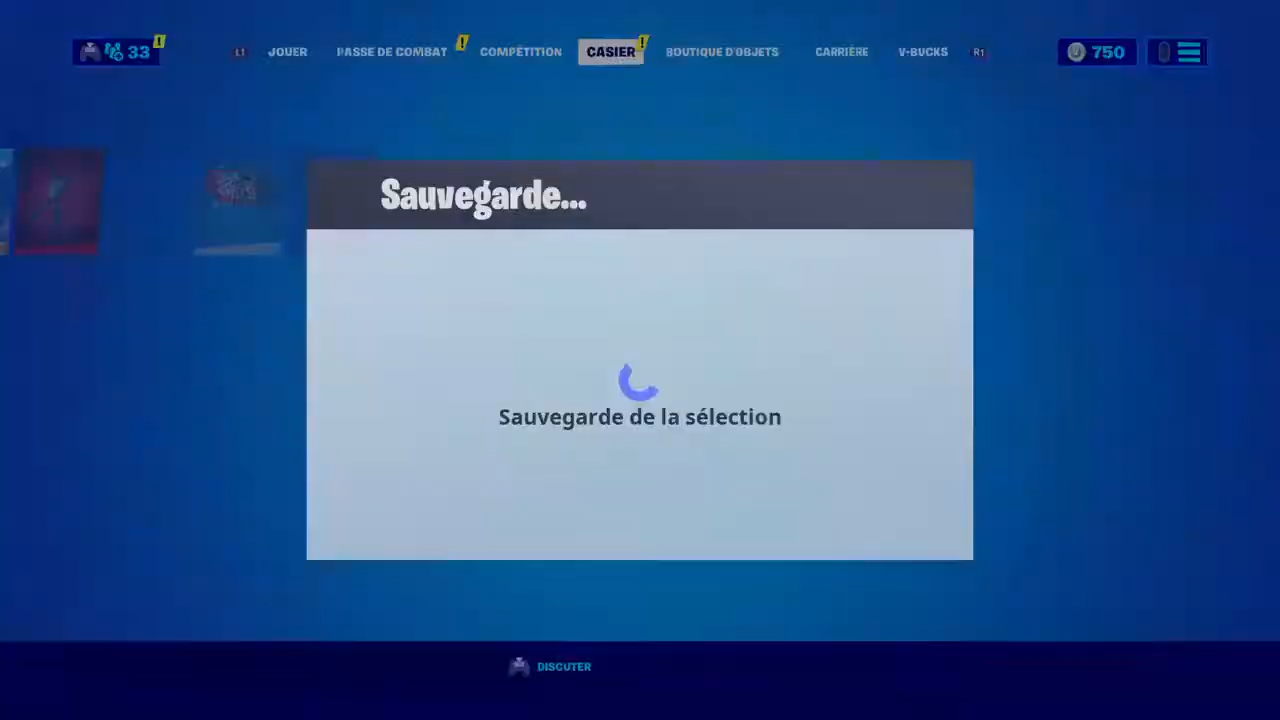 33
L1 JOUER PASSE DE COMBAT ! COMPÉTITION CASIER ! BOUTIQUE D'OBJETS CARRIÈRE V-BUCKS R1
750
Sauvegarde...
Sauvegarde de la sélection
DISCUTER